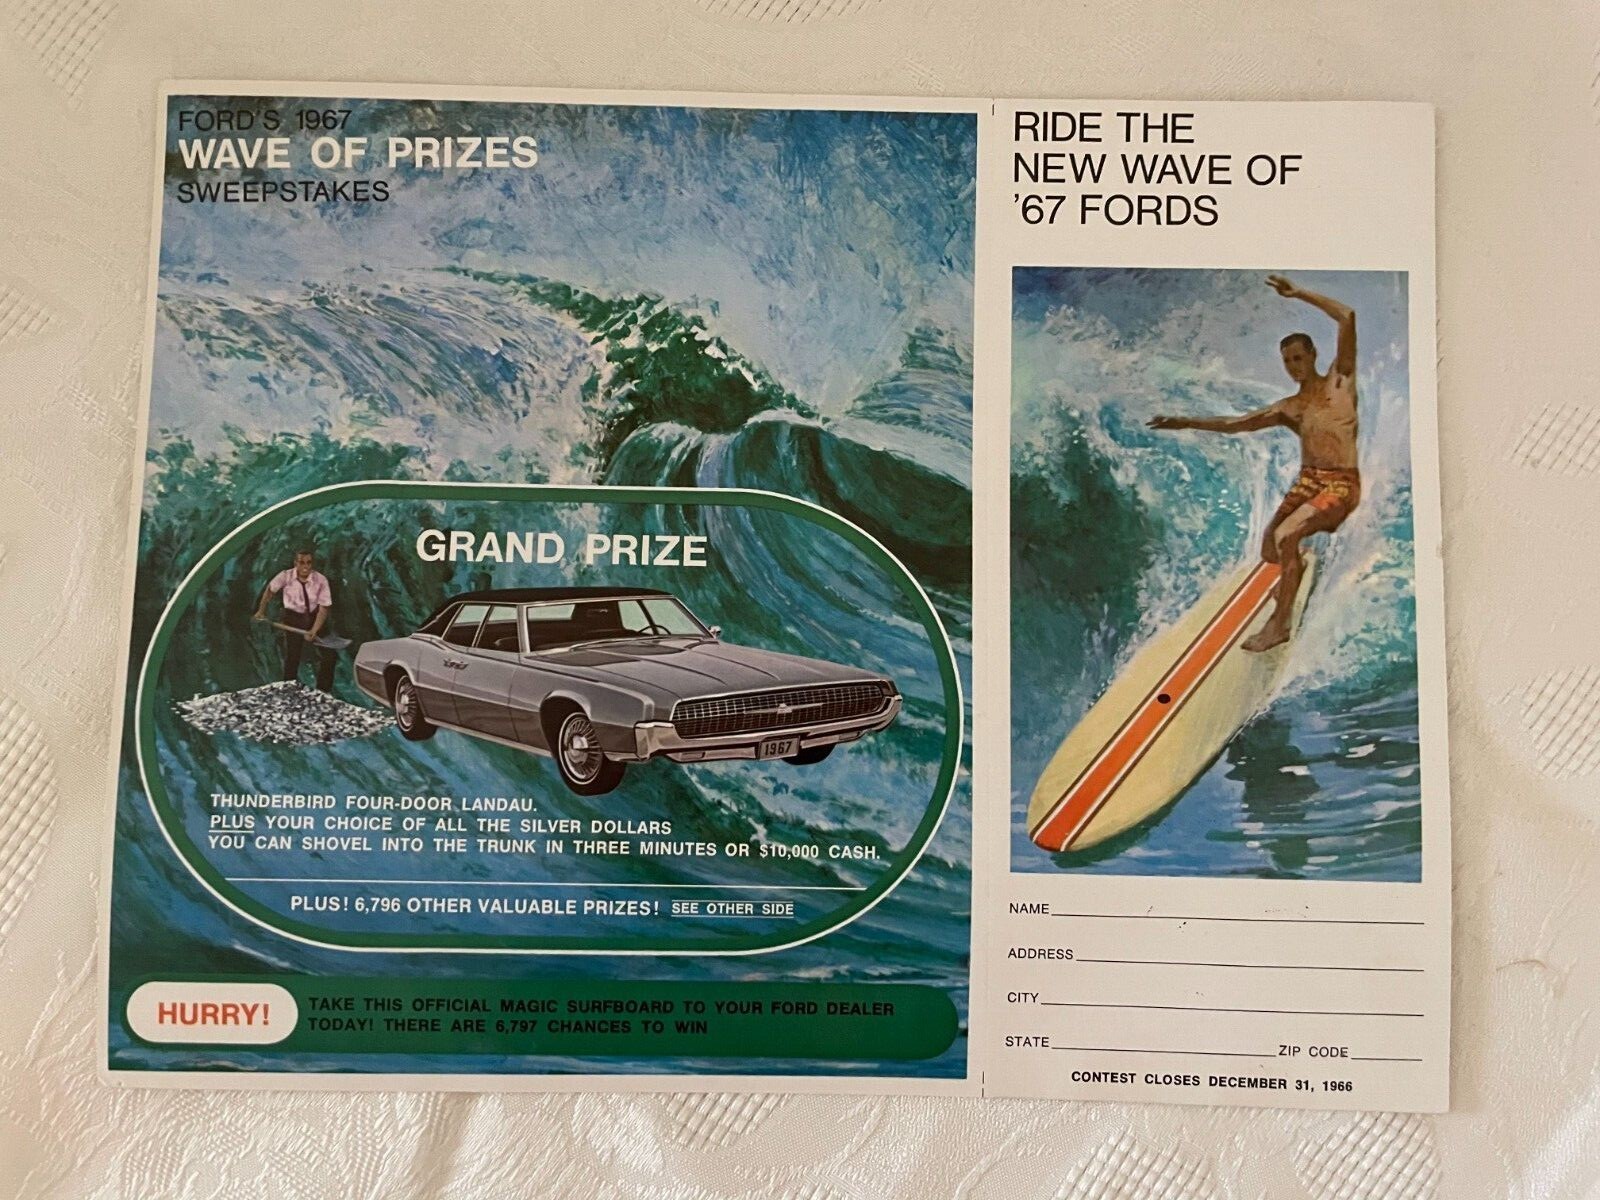 FORD'S 1967
WAVE OF PRIZES
SWEEPSTAKES
GRAND PRIZE
1967
THUNDERBIRD FOUR-DOOR LANDAU.
PLUS YOUR CHOICE OF ALL THE SILVER DOLLARS
YOU CAN SHOVEL INTO THE TRUNK IN THREE MINUTES OR $10,000 CASH.
PLUS! 6,796 OTHER VALUABLE PRIZES! SEE OTHER SIDE
HURRY!
TAKE THIS OFFICIAL MAGIC SURFBOARD TO YOUR FORD DEALER
TODAY! THERE ARE 6,797 CHANCES TO WIN
RIDE THE
NEW WAVE OF
'67 FORDS
NAME
ADDRESS
CITY
STATE ZIP CODE
CONTEST CLOSES DECEMBER 31, 1966